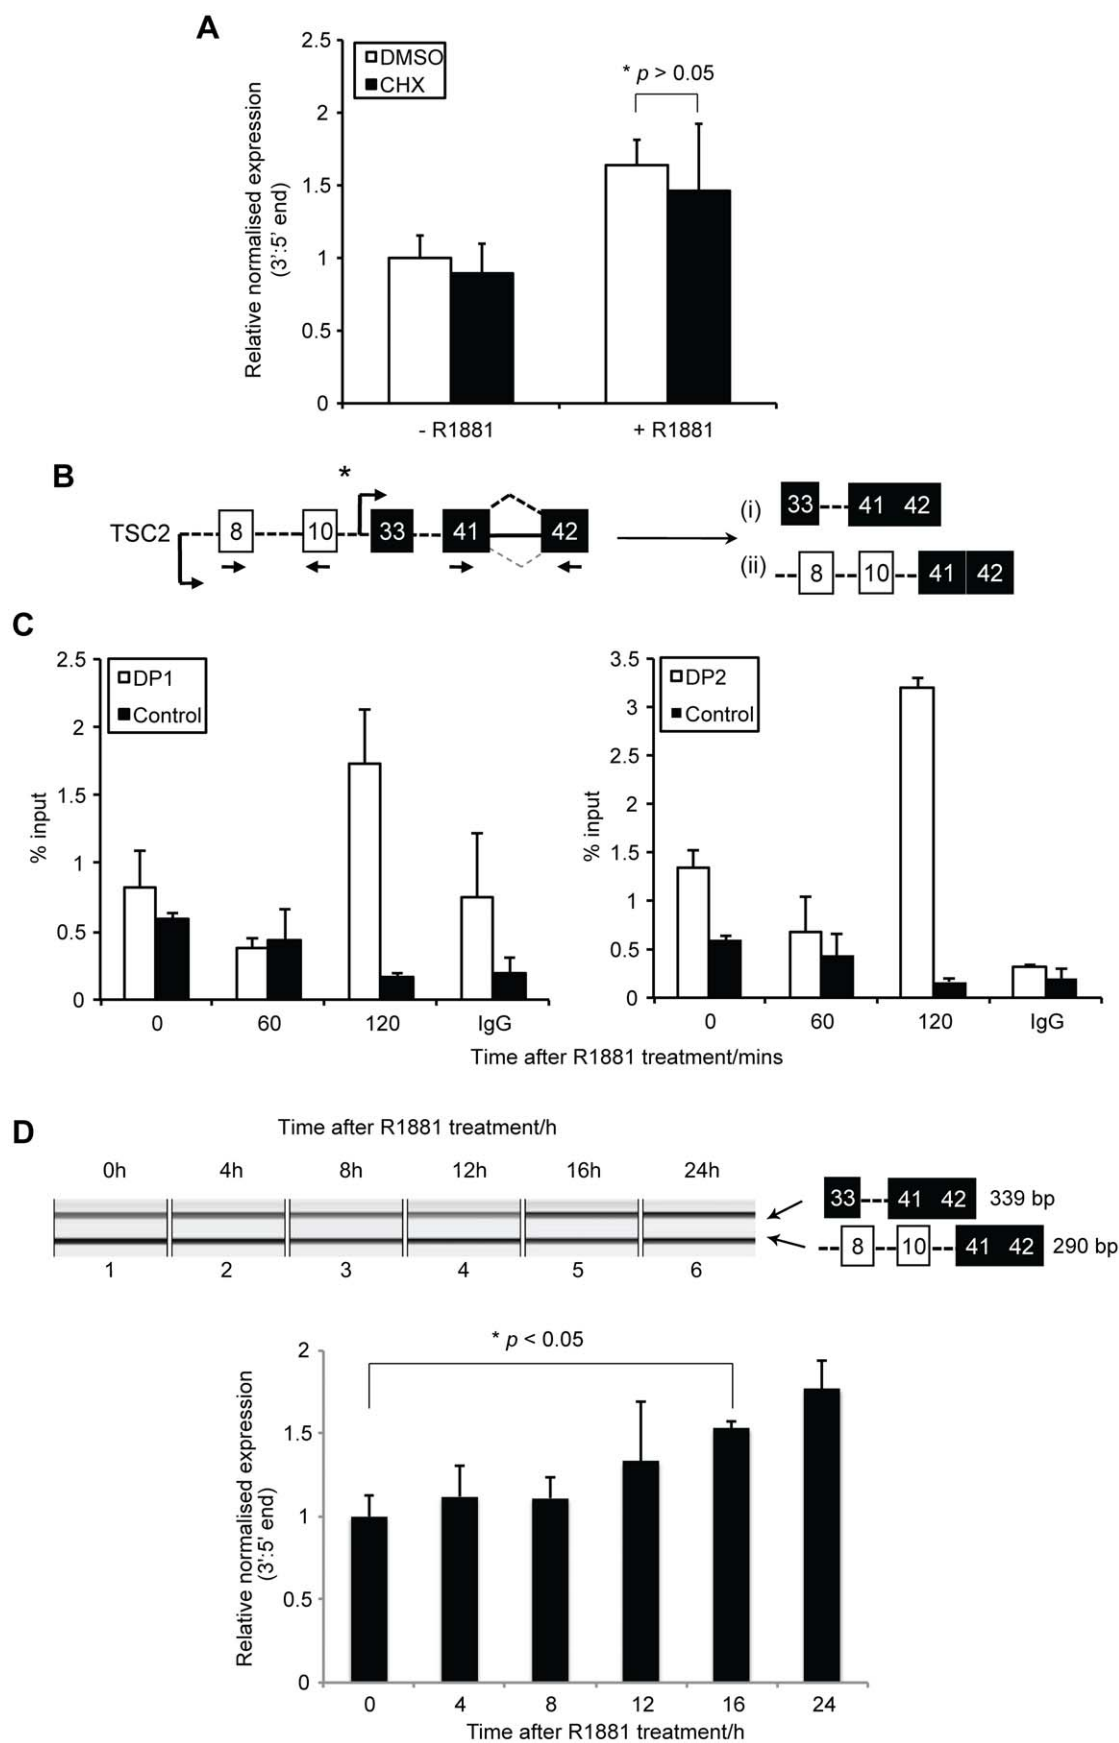 A
Relative normalised expression
(3':5' end)
2.5
2
1.5
1
0.5
0
DMSO
CHX
* p > 0.05
- R1881
+ R1881
B
*
TSC2
8
10
33
41
42
(i)
33
41
42
(ii)
8
10
41
42
C
% input
2.5
2
1.5
1
0.5
0
DP1
Control
0
60
120
IgG
% input
3.5
3
2.5
2
1.5
1
0.5
0
DP2
Control
0
60
120
IgG
Time after R1881 treatment/mins
D
Time after R1881 treatment/h
0h
4h
8h
12h
16h
24h
1
2
3
4
5
6
33
41
42
339 bp
8
10
41
42
290 bp
Relative normalised expression
(3':5' end)
2
1.5
1
0.5
0
* p < 0.05
0
4
8
12
16
24
Time after R1881 treatment/h